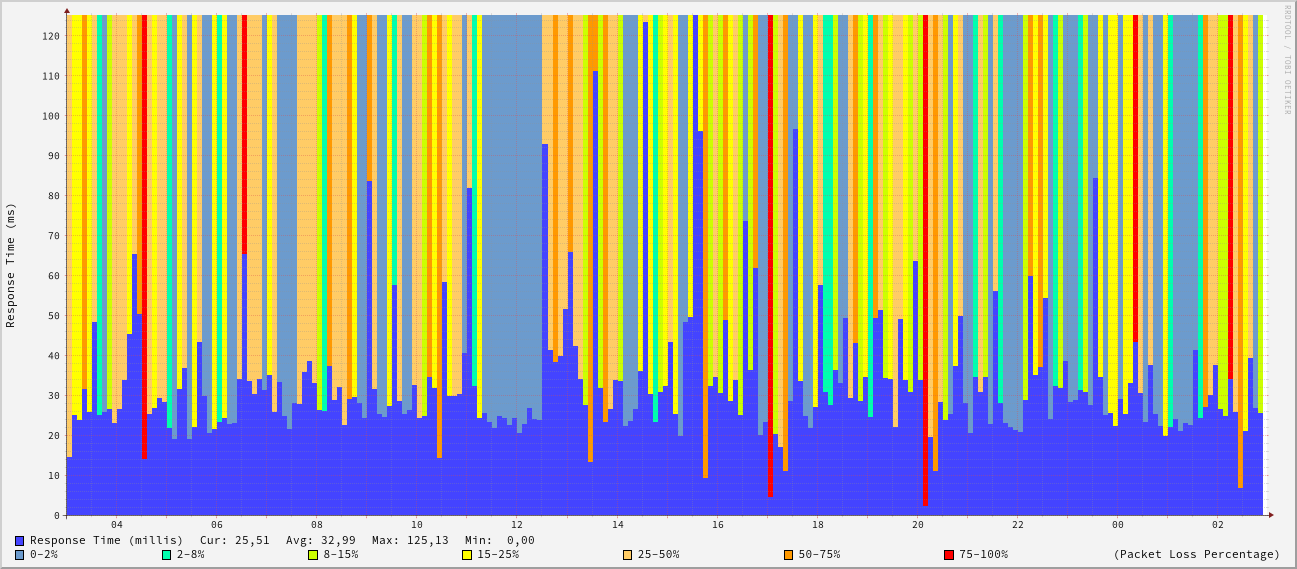 RRDTOOL / TOBI OETIKER
Response Time (ms)
120
110
100
90
80
70
60
50
40
30
20
10
0
04 06 08 10 12 14 16 18 20 22 00 02
Response Time (millis) Cur: 25,51 Avg: 32,99 Max: 125,13 Min: 0,00
0-2% 2-8% 8-15% 15-25% 25-50% 50-75% 75-100% (Packet Loss Percentage)